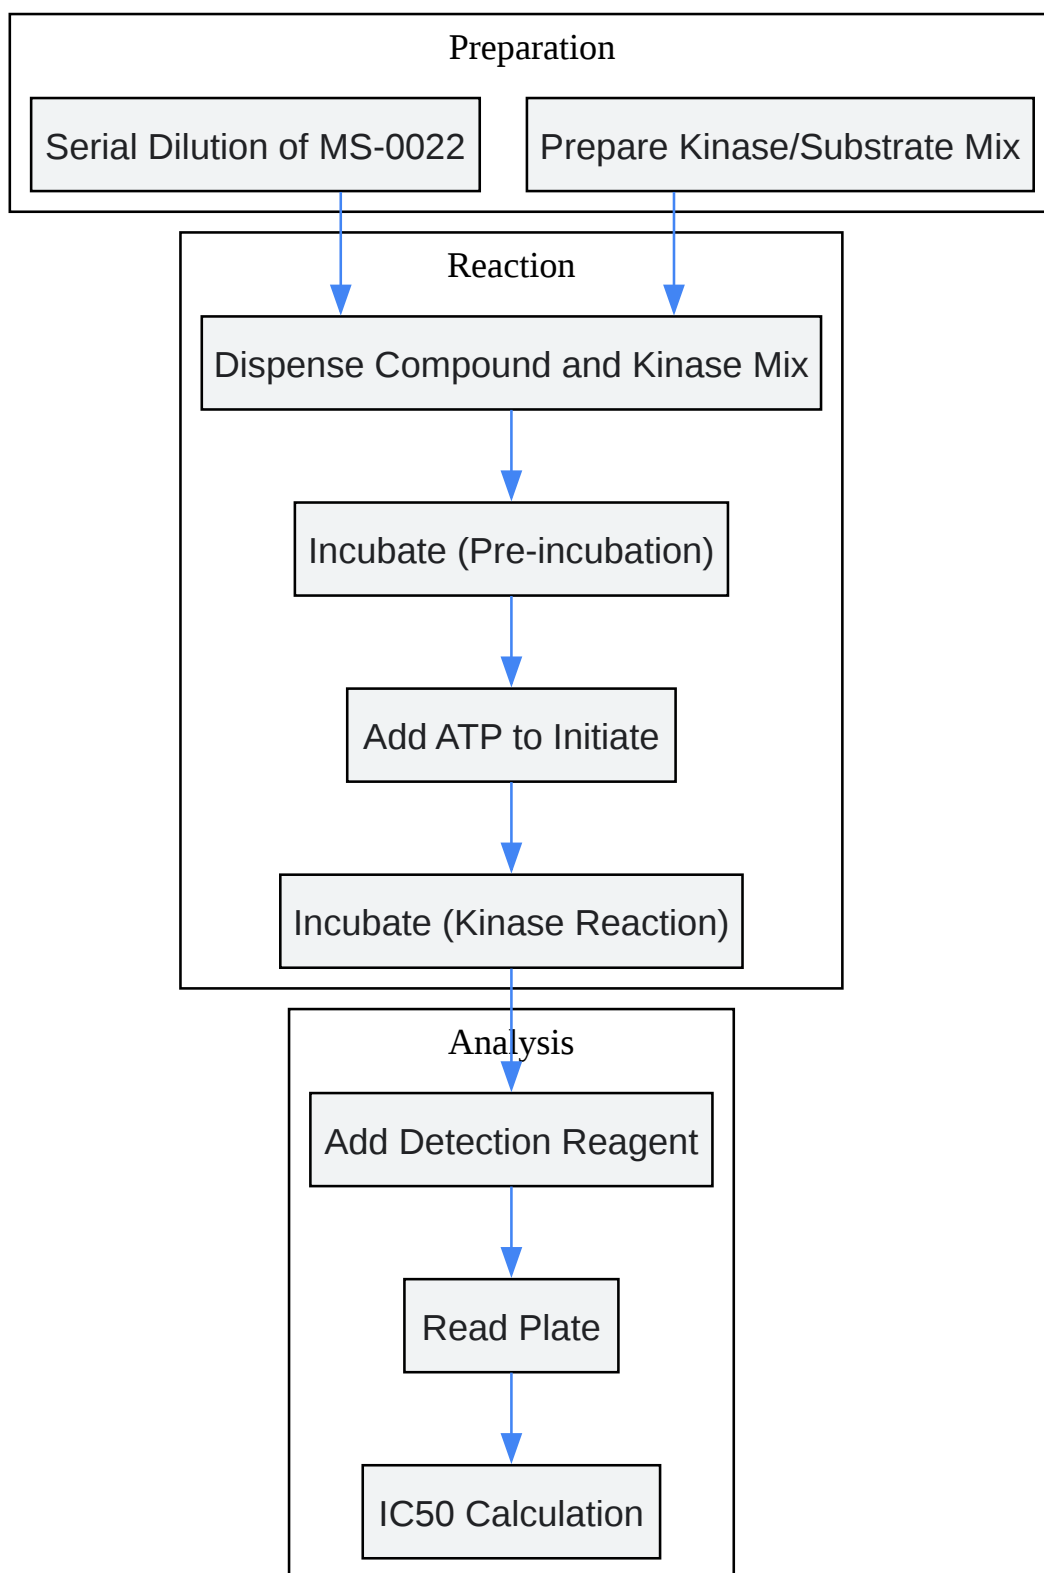 Preparation
Serial Dilution of MS-0022
Prepare Kinase/Substrate Mix
Reaction
Dispense Compound and Kinase Mix
Incubate (Pre-incubation)
Add ATP to Initiate
Incubate (Kinase Reaction)
Analysis
Add Detection Reagent
Read Plate
IC50 Calculation